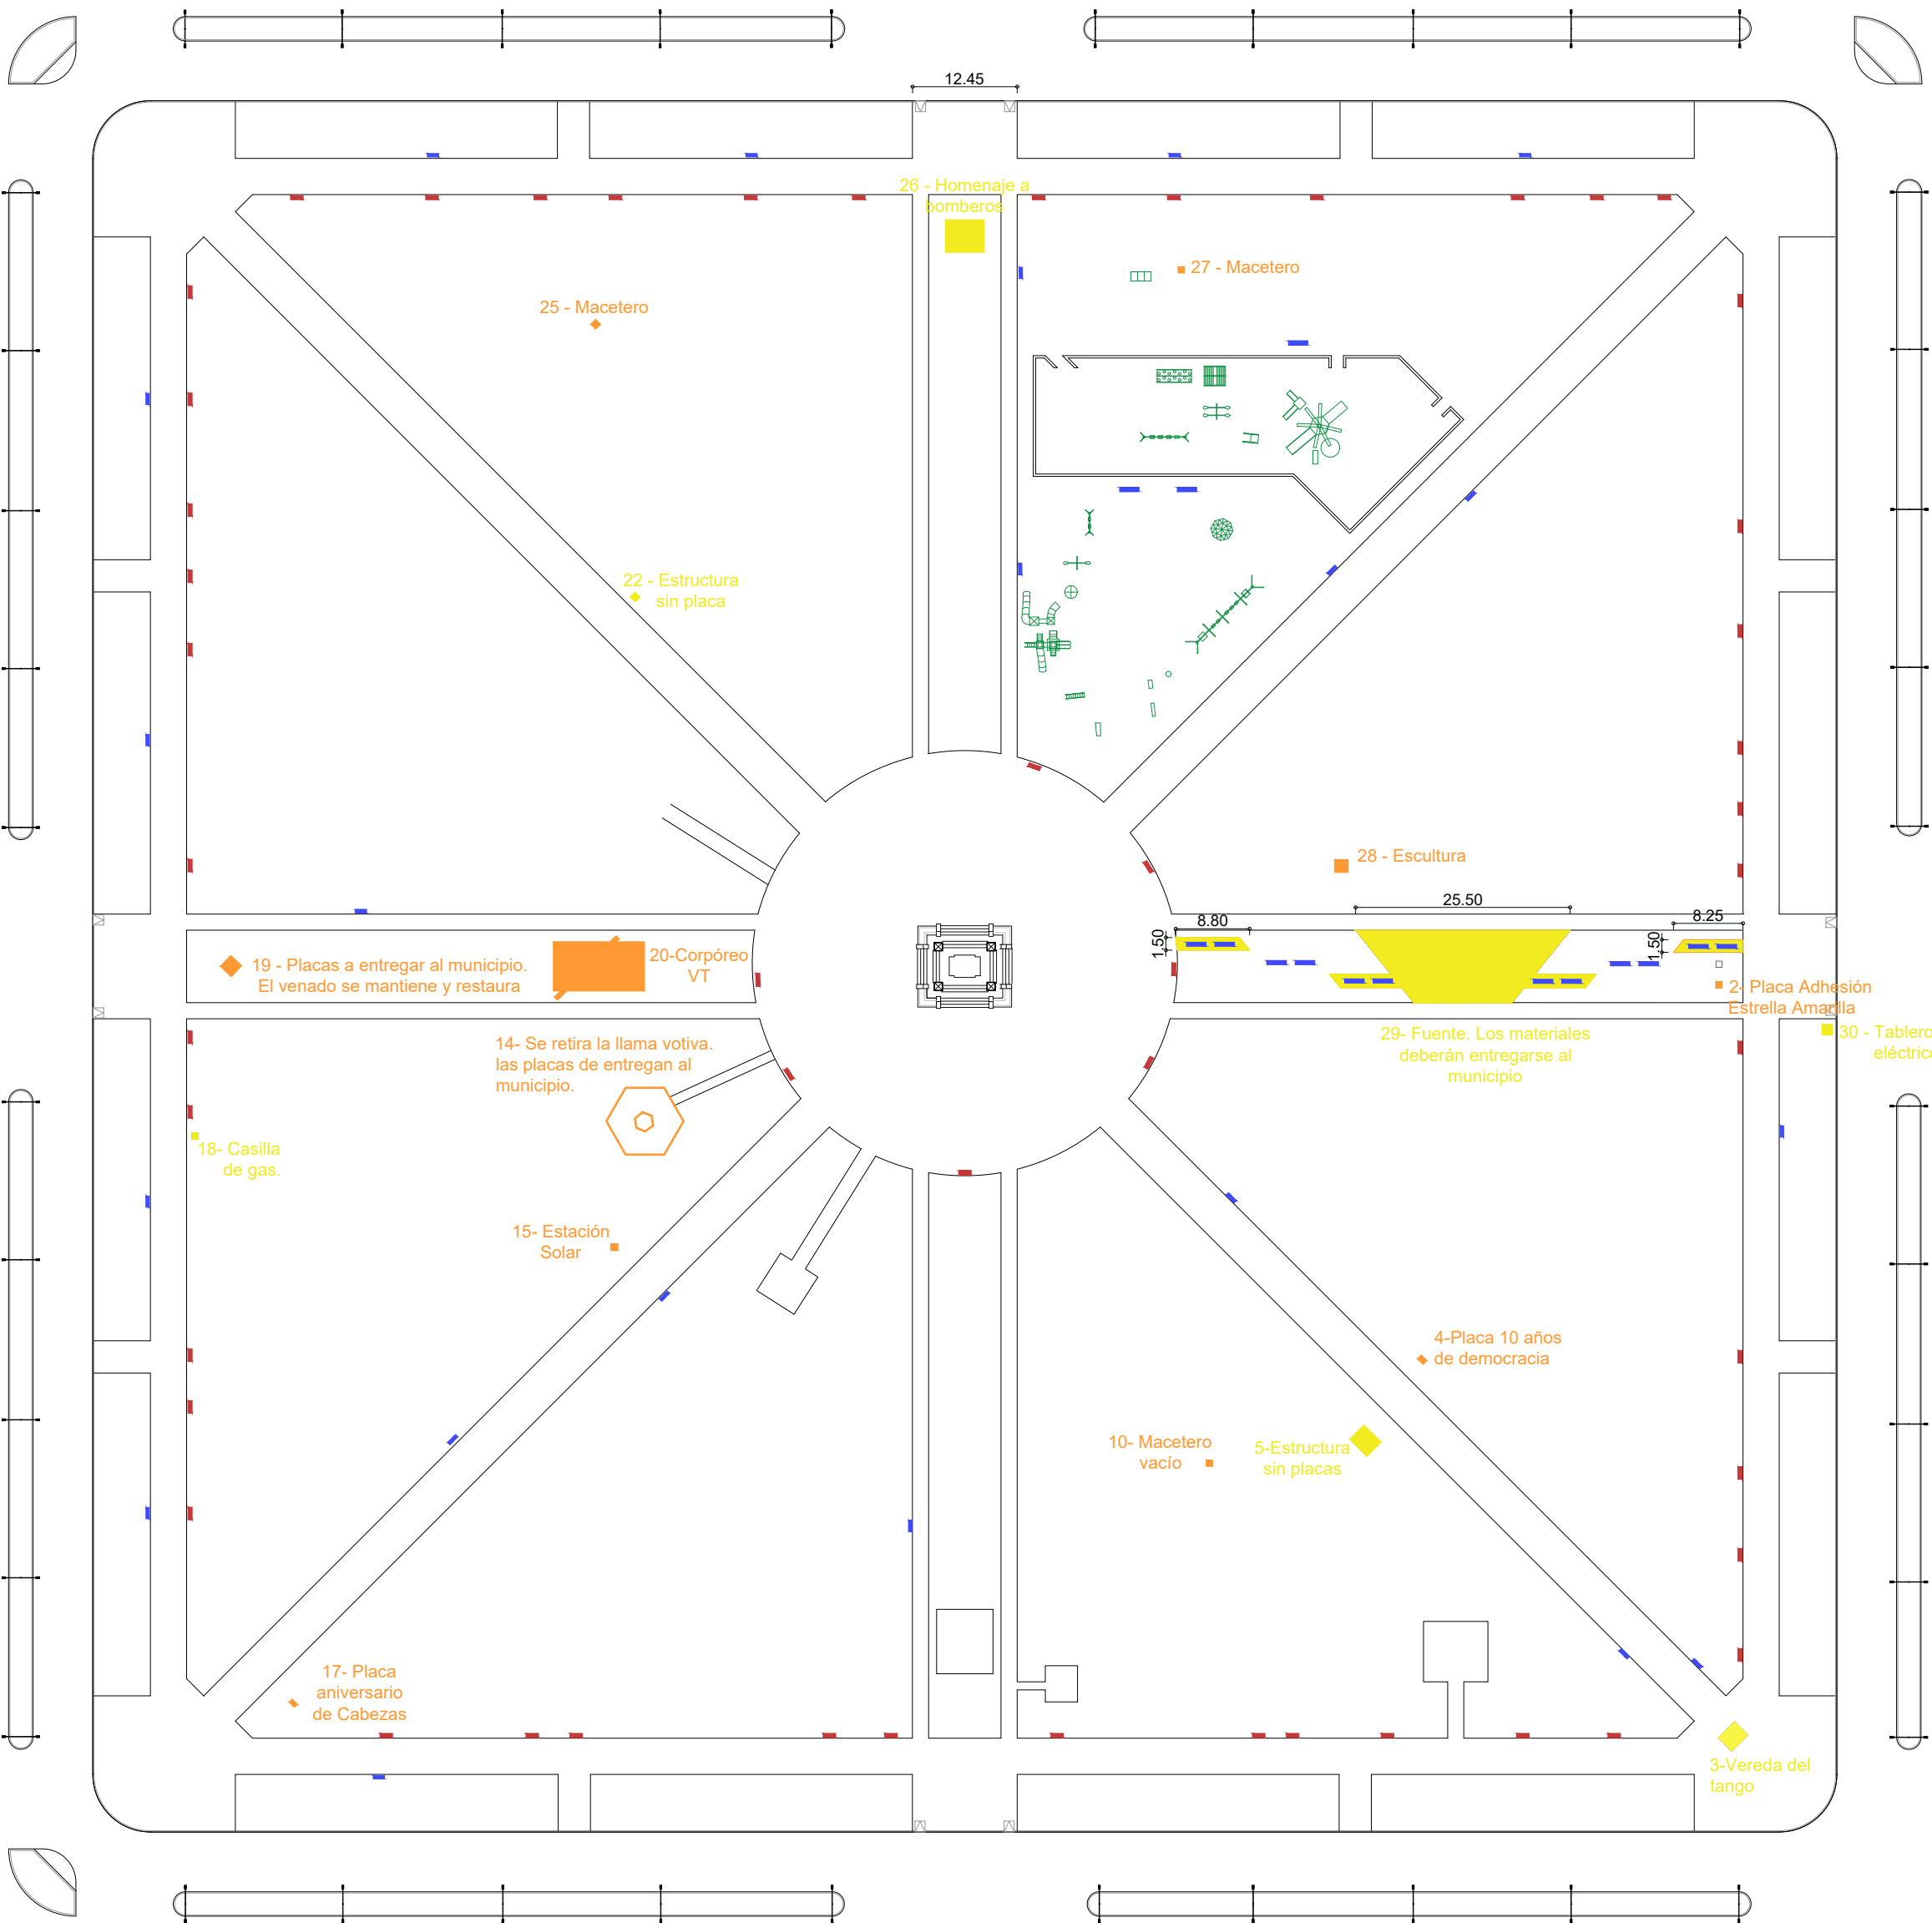 12.45
26 - Homenaje a
bomberos
27 - Macetero
25 - Macetero
22 - Estructura
sin placa
28 - Escultura
25.50
8.80
8.25
1.50
1.50
19 - Placas a entregar al municipio.
El venado se mantiene y restaura
20-Corpóreo
VT
2- Placa Adhesión
Estrella Amarilla
14- Se retira la llama votiva.
las placas de entregan al
municipio.
29- Fuente. Los materiales
deberán entregarse al
municipio
30 - Tablero
eléctrico
18- Casilla
de gas.
15- Estación
Solar
4-Placa 10 años
de democracia
10- Macetero
vacío
5-Estructura
sin placas
17- Placa
aniversario
de Cabezas
3-Vereda del
tango